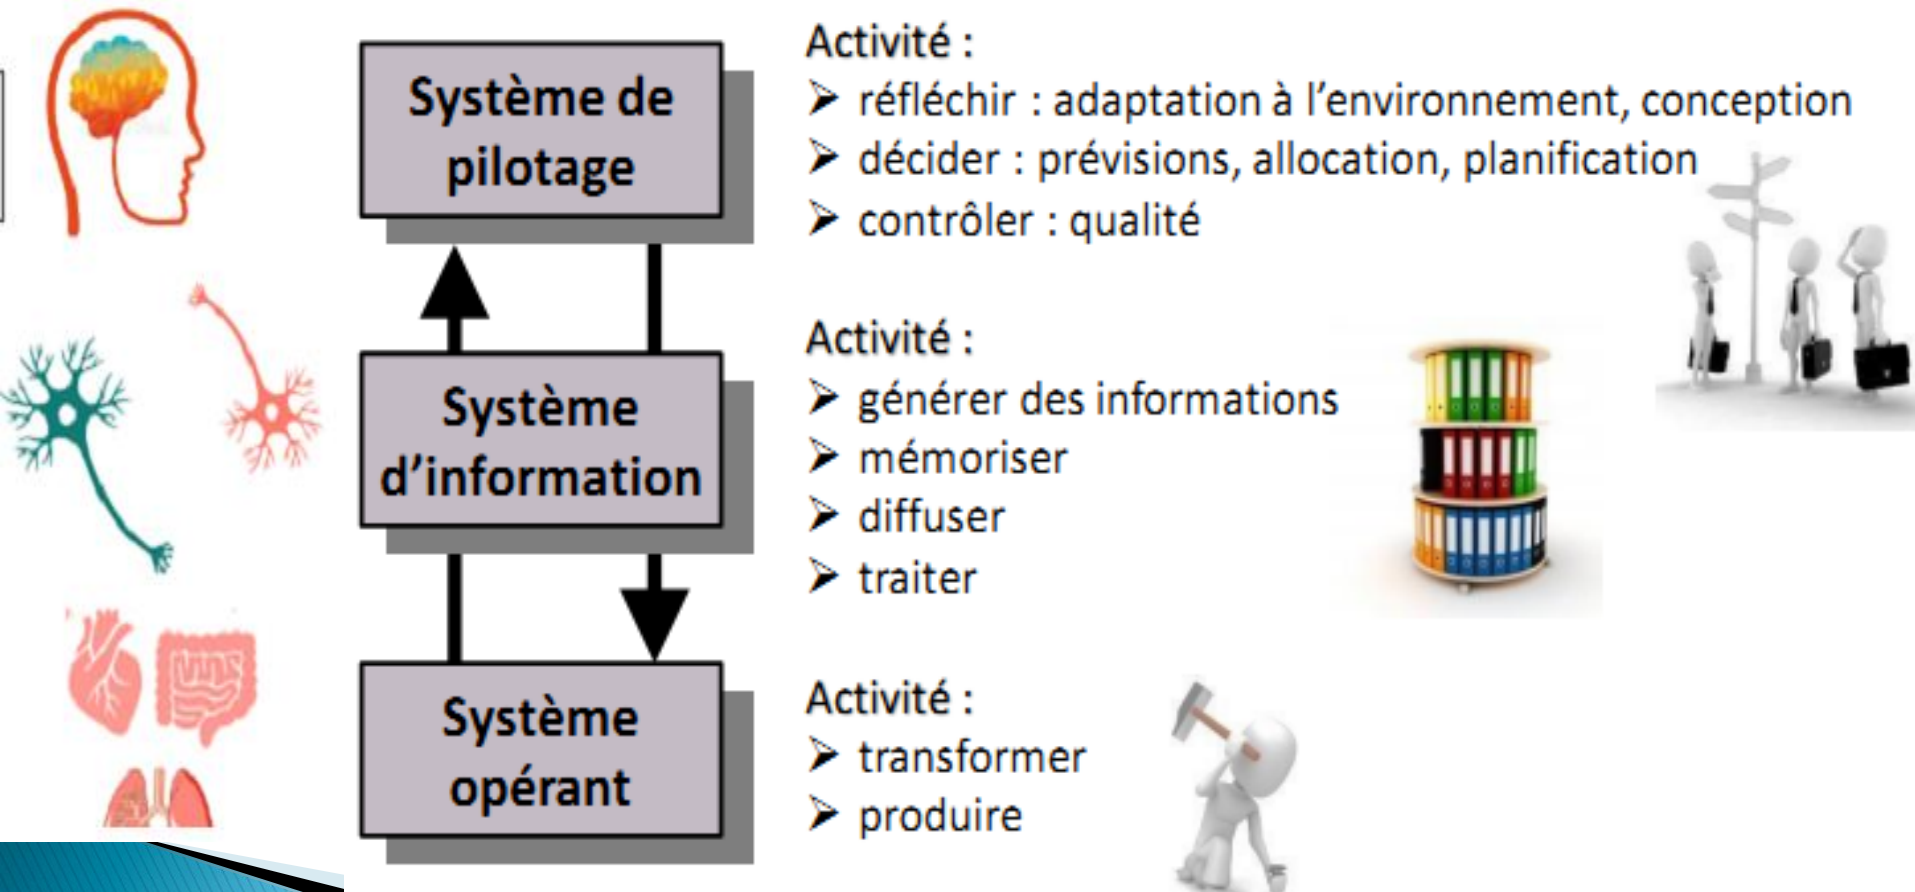 Système de
pilotage
Activité :
➢ réfléchir : adaptation à l'environnement, conception
➢ décider : prévisions, allocation, planification
➢ contrôler : qualité
Système
d'information
Activité :
➢ générer des informations
➢ mémoriser
➢ diffuser
➢ traiter
Système
opérant
Activité :
➢ transformer
➢ produire